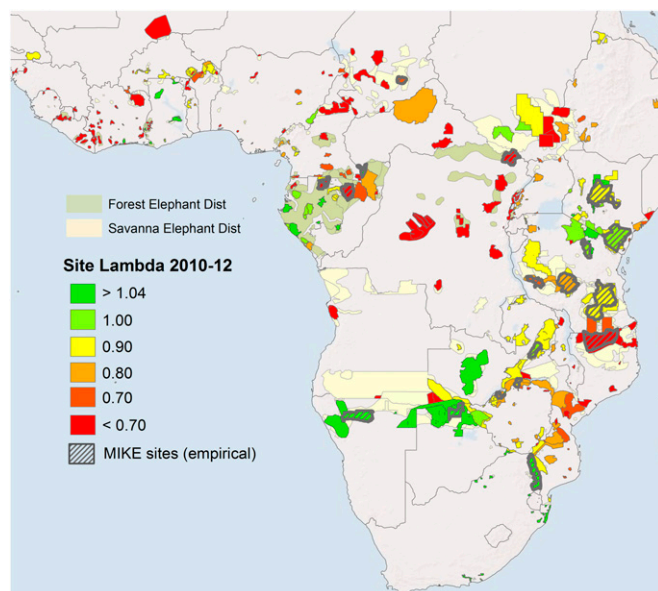 Forest Elephant Dist
Savanna Elephant Dist
Site Lambda 2010-12
> 1.04
1.00
0.90
0.80
0.70
< 0.70
MIKE sites (empirical)